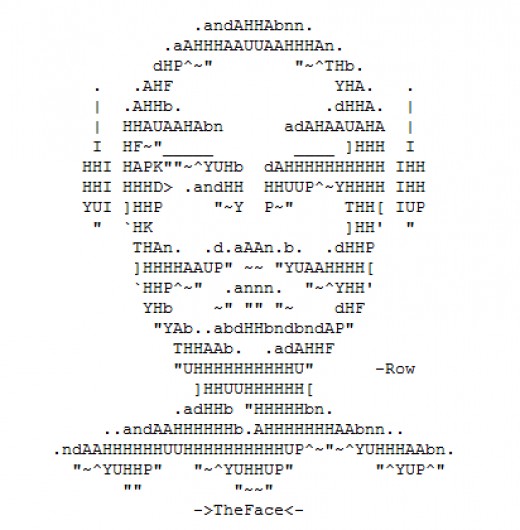 .andAHHAbnn.
.aAHHHAAUUAAHHHAn.
dHP^~" "~^THb.
. .AHF YHA. .
| .AHHb. .dHHA. |
| HHAUAAHAbn adAHAAUAHA |
I HF~"_____ ____ ]HHH I
HHI HAPK""~^YUHb dAHHHHHHHHHH IHH
HHI HHHD> .andHH HHUUP^~YHHHH IHH
YUI ]HHP "~Y P~" THH[ IUP
" `HK ]HH' "
THAn. .d.aAAn.b. .dHHP
]HHHHAAUP" ~~ "YUAAHHHH[
`HHP^~" .annn. "~^YHH'
YHb ~" "" "~ dHF
"YAb..abdHHbndbndAP"
THHAAb. .adAHHF
"UHHHHHHHHHHU" -Row
]HHUUHHHHHH[
.adHHb "HHHHHbn.
..andAAHHHHHHb.AHHHHHHHAAbnn..
.ndAAHHHHHHUUHHHHHHHHHHUP^~"~^YUHHHAAbn.
"~^YUHHP" "~^YUHHUP" "^YUP^"
"" "~~"
->TheFace<-